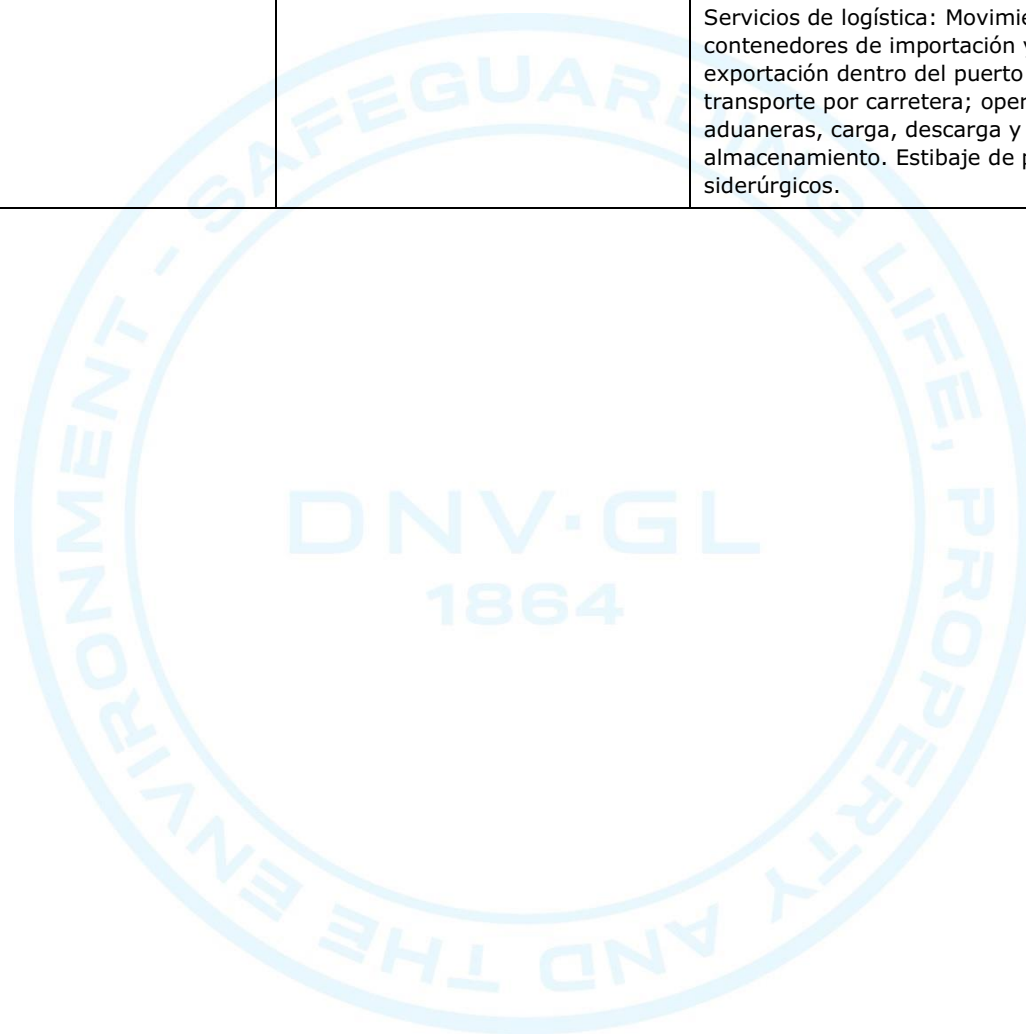 Servicios de logística:
contenedores de importación
exportación dentro del puerto
transporte por carretera;
aduaneras, carga, descarga y
almacenamiento. Estibaje de
siderúrgicos.
SAFEGUARDING LIFE, PROPERTY AND THE ENVIRONMENT -
DNV·GL
1864